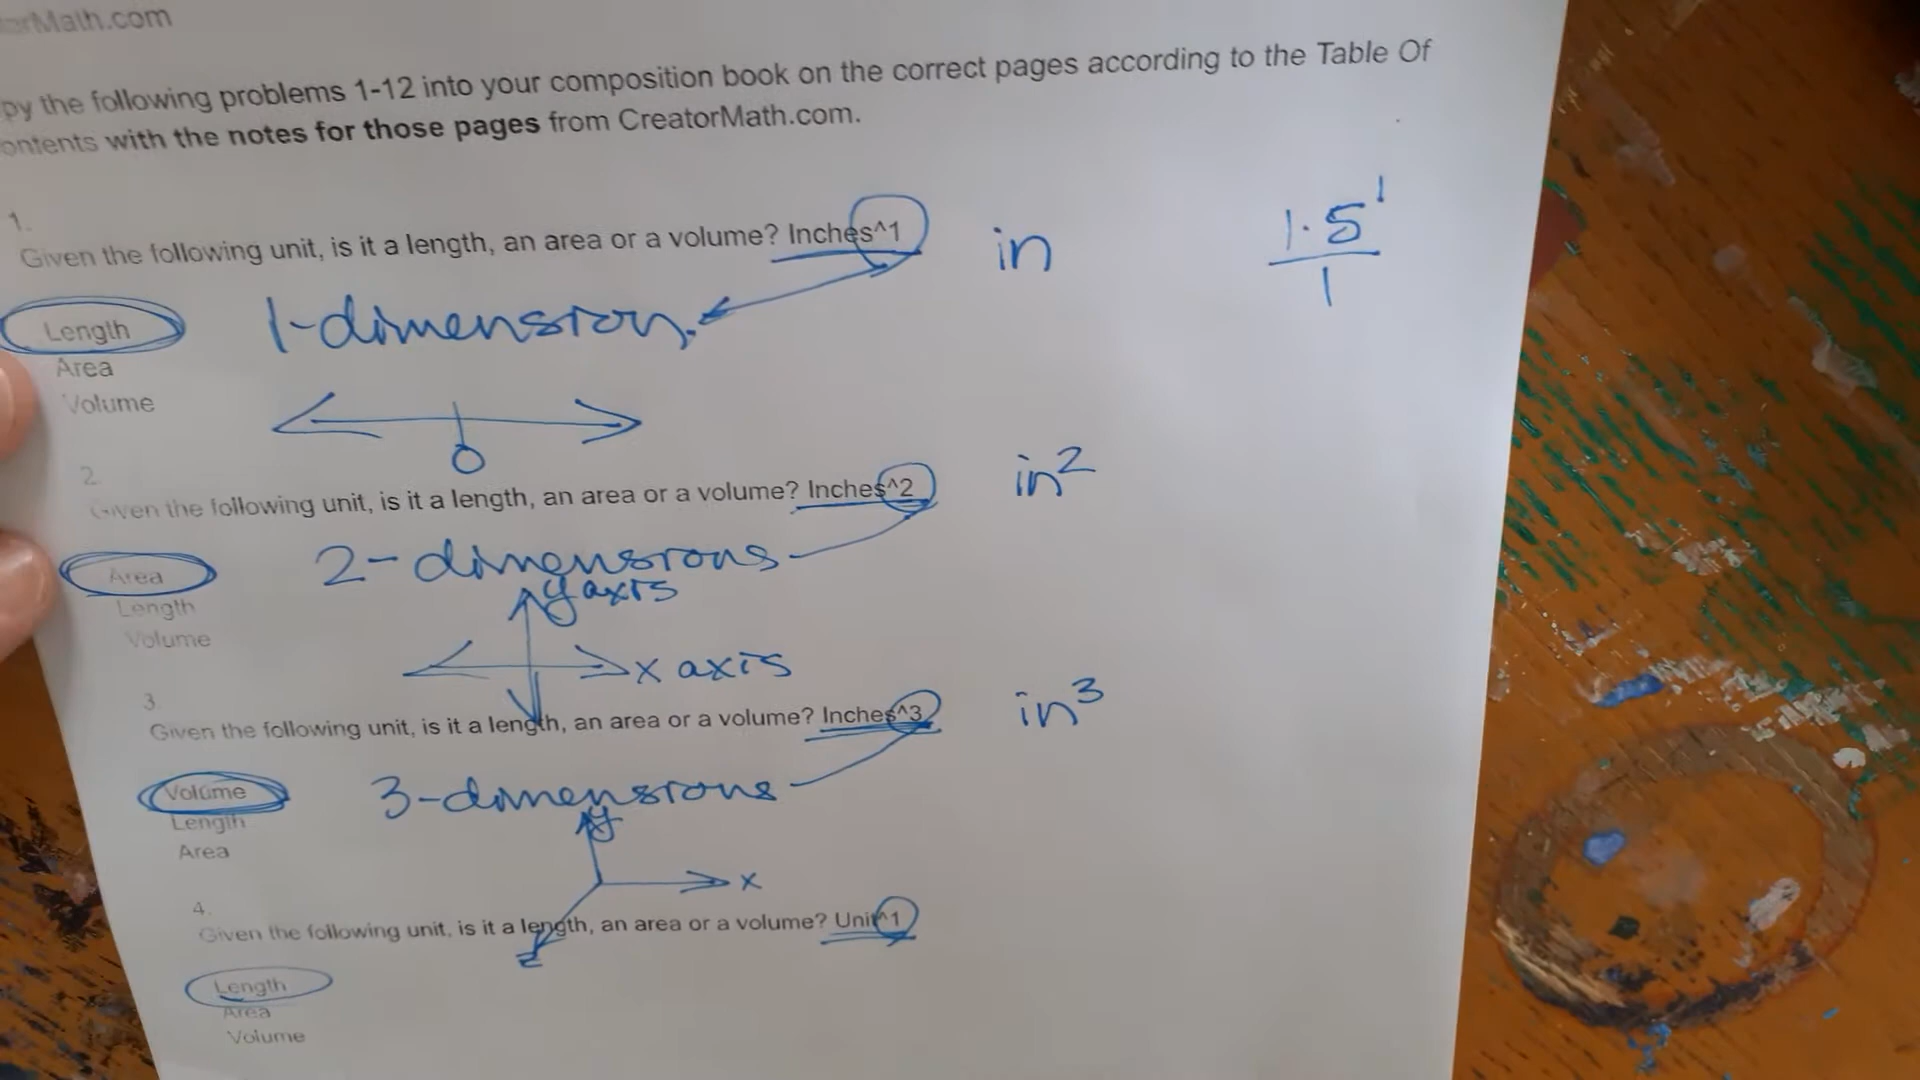 Math.com
py the following problems 1-12 into your composition book on the correct pages according to the Table Of
ontents with the notes for those pages from CreatorMath.com.
1.
Given the following unit, is it a length, an area or a volume? Inches^1
in
1·5¹
1
Length
1-dimension.
Area
Volume
0
2.
Given the following unit, is it a length, an area or a volume? Inches^2
in²
Area
2-dimensions
y axis
Length
Volume
x axis
3.
Given the following unit, is it a length, an area or a volume? Inches^3
in³
Volume
3-dimensions
Length
y
Area
x
4.
Given the following unit, is it a length, an area or a volume? Unit^1
z
Length
Area
Volume